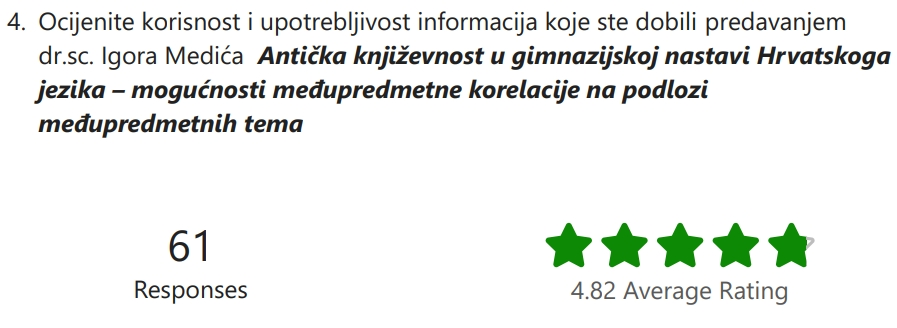 4. Ocijenite korisnost i upotrebljivost informacija koje ste dobili predavanjem
dr.sc. Igora Medića Antička književnost u gimnazijskoj nastavi Hrvatskoga
jezika – mogućnosti međupredmetne korelacije na podlozi
međupredmetnih tema
61
Responses
4.82 Average Rating